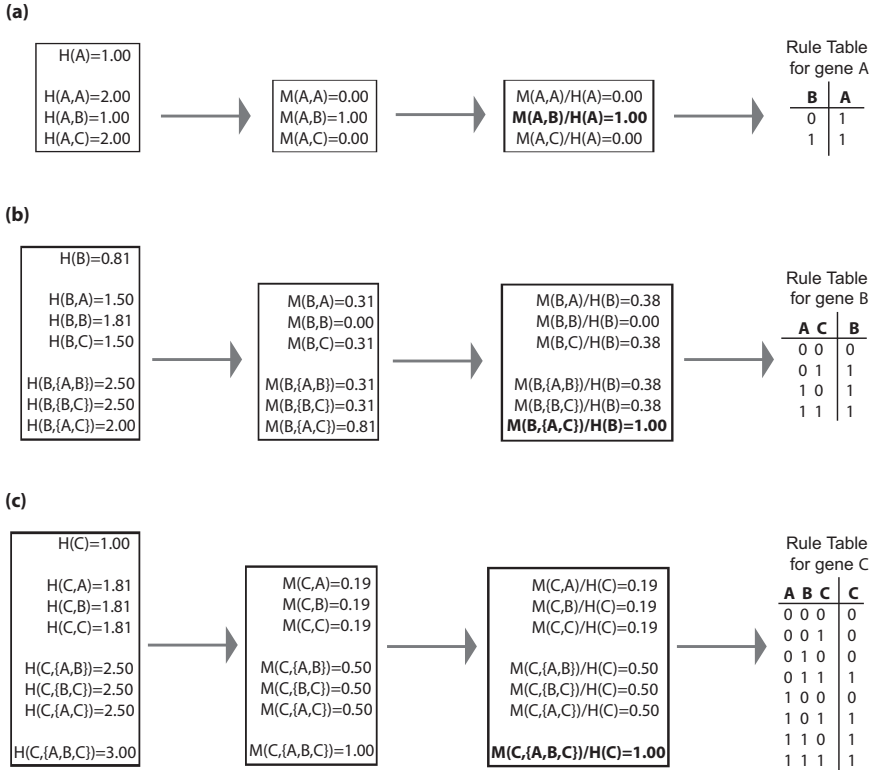 (a)
H(A)=1.00
H(A,A)=2.00
H(A,B)=1.00
H(A,C)=2.00
M(A,A)=0.00
M(A,B)=1.00
M(A,C)=0.00
M(A,A)/H(A)=0.00
M(A,B)/H(A)=1.00
M(A,C)/H(A)=0.00
Rule Table
for gene A
B A
0 1
1 1
(b)
H(B)=0.81
H(B,A)=1.50
H(B,B)=1.81
H(B,C)=1.50
H(B,{A,B})=2.50
H(B,{B,C})=2.50
H(B,{A,C})=2.00
M(B,A)=0.31
M(B,B)=0.00
M(B,C)=0.31
M(B,{A,B})=0.31
M(B,{B,C})=0.31
M(B,{A,C})=0.81
M(B,A)/H(B)=0.38
M(B,B)/H(B)=0.00
M(B,C)/H(B)=0.38
M(B,{A,B})/H(B)=0.38
M(B,{B,C})/H(B)=0.38
M(B,{A,C})/H(B)=1.00
Rule Table
for gene B
A C B
0 0 0
0 1 1
1 0 1
1 1 1
(c)
H(C)=1.00
H(C,A)=1.81
H(C,B)=1.81
H(C,C)=1.81
H(C,{A,B})=2.50
H(C,{B,C})=2.50
H(C,{A,C})=2.50
H(C,{A,B,C})=3.00
M(C,A)=0.19
M(C,B)=0.19
M(C,C)=0.19
M(C,{A,B})=0.50
M(C,{B,C})=0.50
M(C,{A,C})=0.50
M(C,{A,B,C})=1.00
M(C,A)/H(C)=0.19
M(C,B)/H(C)=0.19
M(C,C)/H(C)=0.19
M(C,{A,B})/H(C)=0.50
M(C,{B,C})/H(C)=0.50
M(C,{A,C})/H(C)=0.50
M(C,{A,B,C})/H(C)=1.00
Rule Table
for gene C
A B C C
0 0 0 0
0 0 1 0
0 1 0 0
0 1 1 1
1 0 0 0
1 0 1 1
1 1 0 1
1 1 1 1